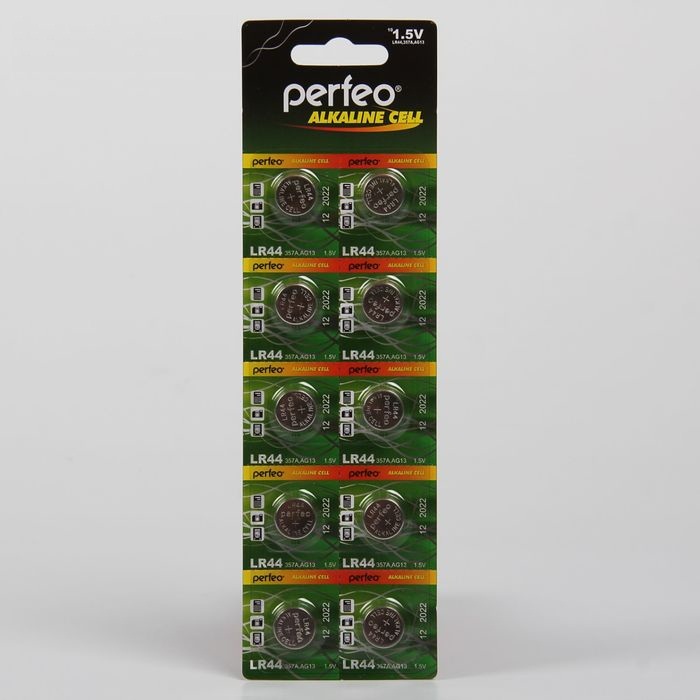 10 1.5V
LR44,357A,AG13
perfeo®
ALKALINE CELL
perfeo ALKALINE CELL perfeo ALKALINE CELL
12 2022 12 2022
LR44 357A,AG13 1.5V LR44 357A,AG13 1.5V
perfeo ALKALINE CELL perfeo ALKALINE CELL
12 2022 12 2022
LR44 357A,AG13 1.5V LR44 357A,AG13 1.5V
perfeo ALKALINE CELL perfeo ALKALINE CELL
12 2022 12 2022
LR44 357A,AG13 1.5V LR44 357A,AG13 1.5V
perfeo ALKALINE CELL perfeo ALKALINE CELL
LR44 perfeo + ALKALINE CELL
12 2022 12 2022
LR44 357A,AG13 1.5V LR44 357A,AG13 1.5V
perfeo ALKALINE CELL perfeo ALKALINE CELL
12 2022 12 2022
LR44 357A,AG13 1.5V LR44 357A,AG13 1.5V